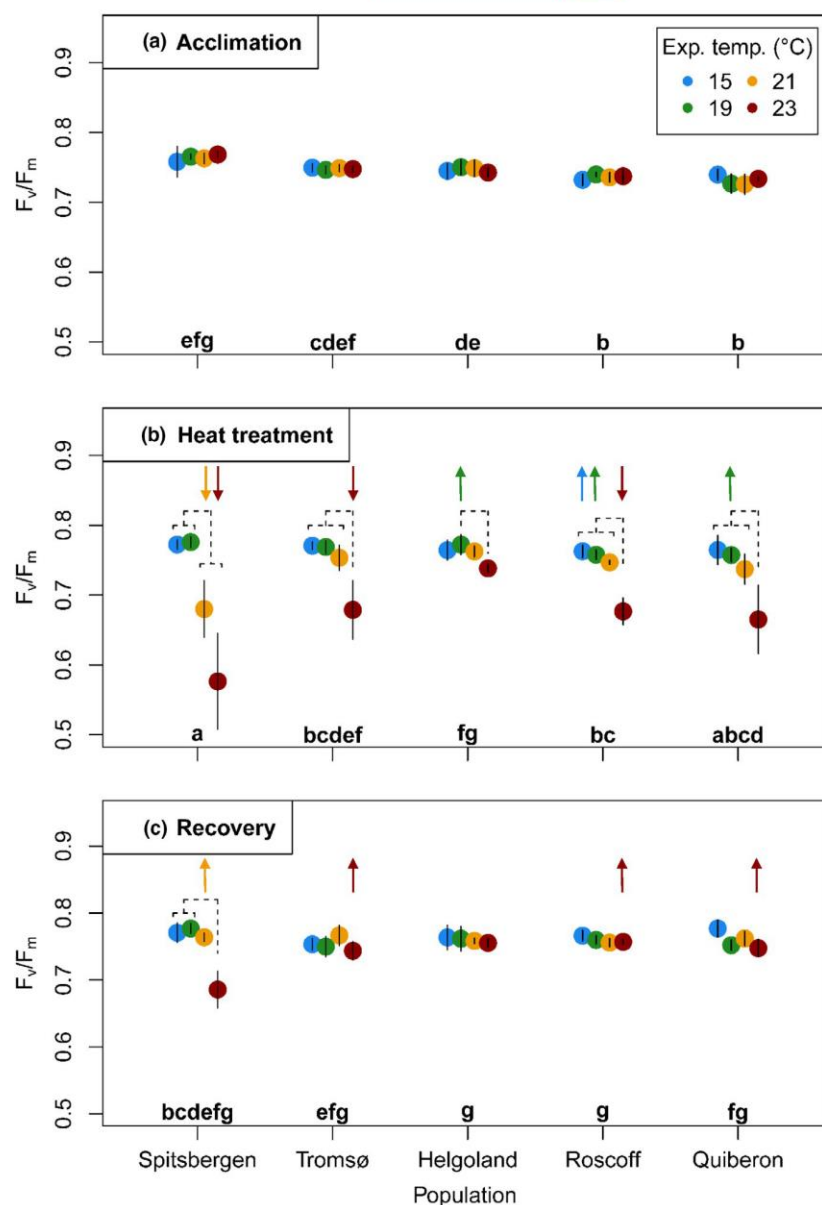 (a) Acclimation
Exp. temp. (°C)
15 21
19 23
0.9
0.8
0.7
0.6
0.5
Fv/Fm
efg cdef de b b
(b) Heat treatment
0.9
0.8
0.7
0.6
0.5
Fv/Fm
a bcdef fg bc abcd
(c) Recovery
0.9
0.8
0.7
0.6
0.5
Fv/Fm
bcdefg efg g g fg
Spitsbergen Tromsø Helgoland Roscoff Quiberon
Population